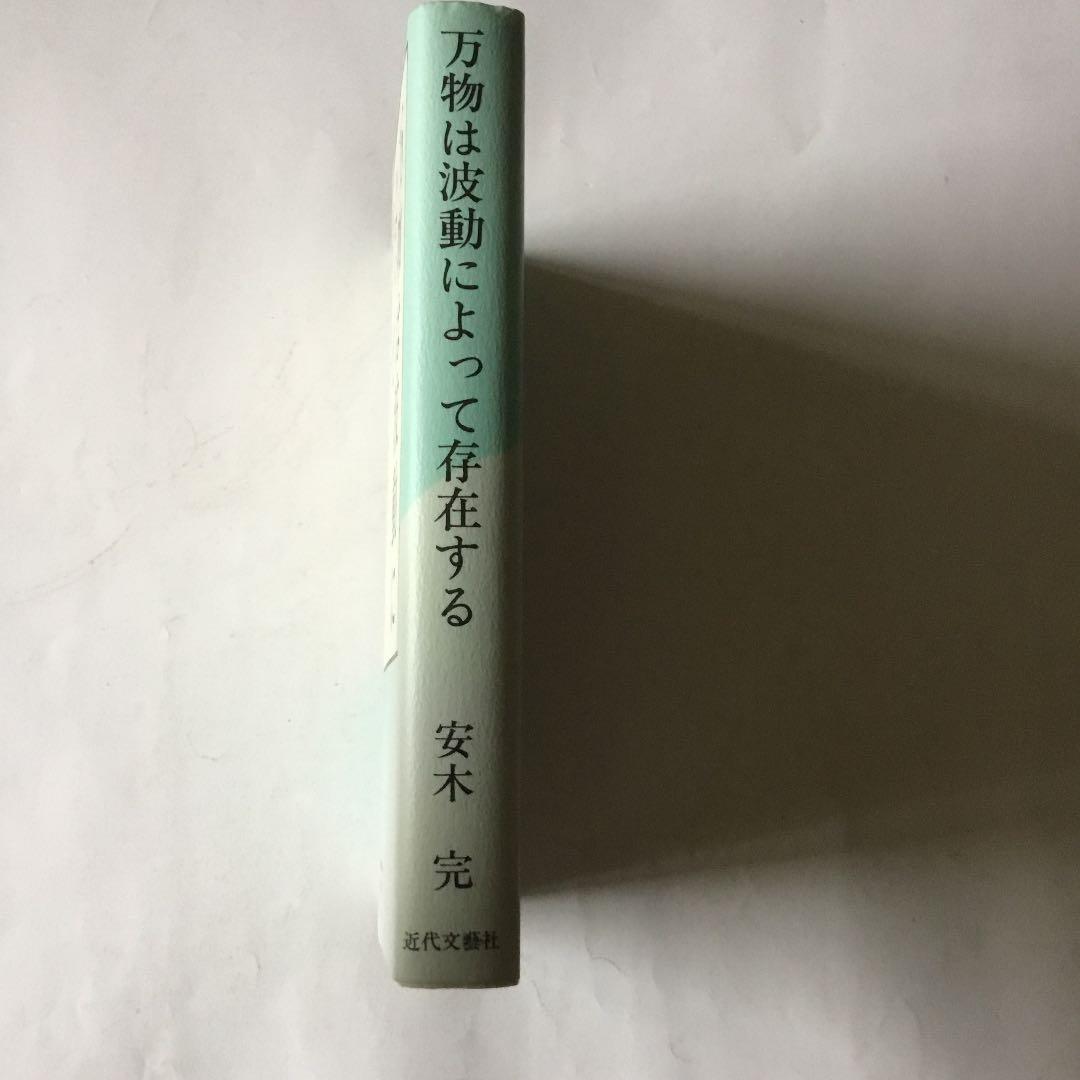 万物は波動によって存在する
安木 完
近代文藝社